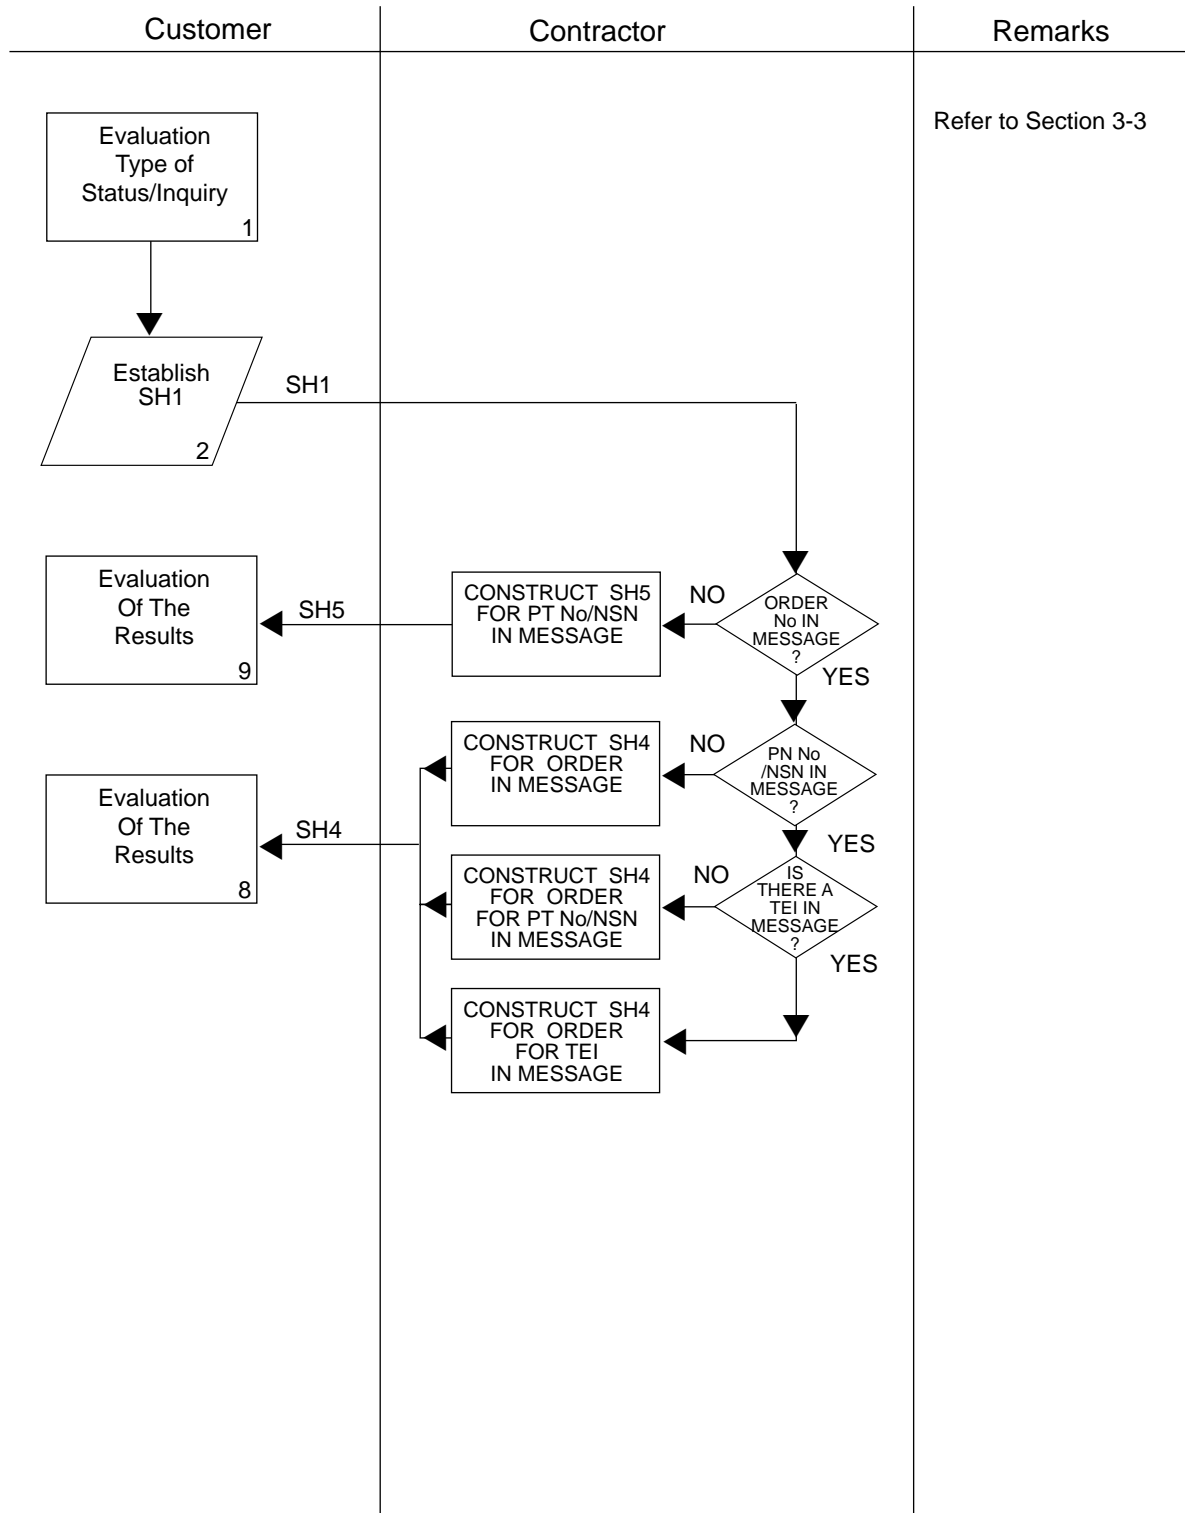 Customer
Contractor
Remarks
Refer to Section 3-3
Evaluation
Type of
Status/Inquiry
1
Establish
SH1
2
SH1
Evaluation
Of The
Results
9
SH5
CONSTRUCT SH5
FOR PT No/NSN
IN MESSAGE
NO
ORDER
No IN
MESSAGE
?
YES
Evaluation
Of The
Results
8
SH4
CONSTRUCT SH4
FOR ORDER
IN MESSAGE
NO
PN No
/NSN IN
MESSAGE
?
YES
CONSTRUCT SH4
FOR ORDER
FOR PT No/NSN
IN MESSAGE
NO
IS
THERE A
TEI IN
MESSAGE
?
YES
CONSTRUCT SH4
FOR ORDER
FOR TEI
IN MESSAGE